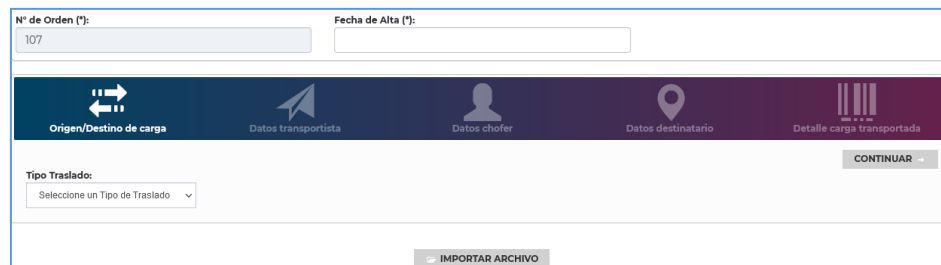 N° de Orden (*): Fecha de Alta (*):
107
Origen/Destino de carga Datos transportista Datos chofer Datos destinatario Detalle carga transportada
CONTINUAR →
Tipo Traslado:
Seleccione un Tipo de Traslado
IMPORTAR ARCHIVO